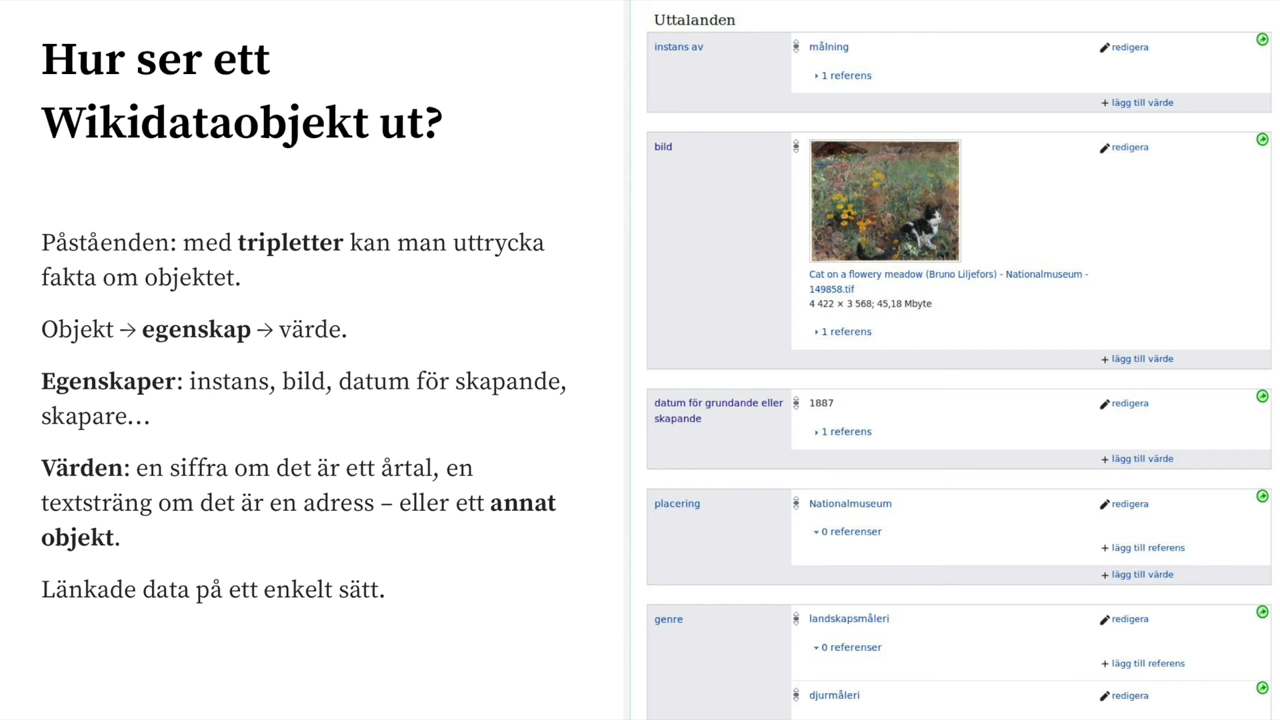 Hur ser ett
Wikidataobjekt ut?
Påståenden: med tripletter kan man uttrycka
fakta om objektet.
Objekt → egenskap → värde.
Egenskaper: instans, bild, datum för skapande,
skapare…
Värden: en siffra om det är ett årtal, en
textsträng om det är en adress – eller ett annat
objekt.
Länkade data på ett enkelt sätt.
Uttalanden
instans av
målning
redigera
1 referens
+ lägg till värde
bild
redigera
Cat on a flowery meadow (Bruno Liljefors) - Nationalmuseum -
149858.tif
4 422 × 3 568; 45,18 Mbyte
1 referens
+ lägg till värde
datum för grundande eller
skapande
1887
redigera
1 referens
+ lägg till värde
placering
Nationalmuseum
redigera
0 referenser
+ lägg till referens
+ lägg till värde
genre
landskapsmåleri
redigera
0 referenser
+ lägg till referens
djurmåleri
redigera